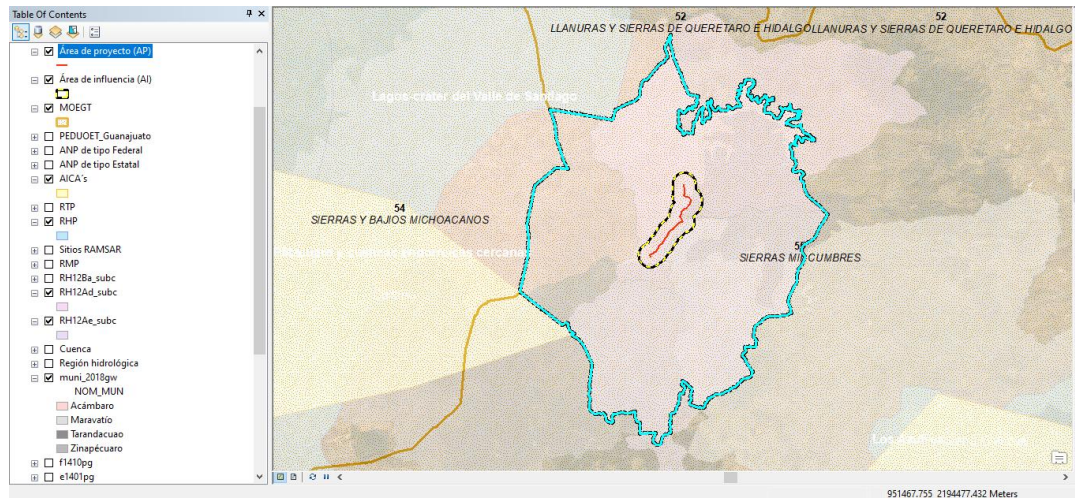 Table Of Contents
Área de proyecto (AP)
Área de influencia (AI)
MOEGT
PEDUOET_Guanajuato
ANP de tipo Federal
ANP de tipo Estatal
AICA's
RTP
RHP
Sitios RAMSAR
RMP
RH12Ba_subc
RH12Ad_subc
RH12Ae_subc
Cuenca
Región hidrológica
muni_2018gw
NOM_MUN
Acámbaro
Maravatío
Tarandacuao
Zinapécuaro
f1410pg
e1401pg
52
LLANURAS Y SIERRAS DE QUERETARO E HIDALGO
52
LLANURAS Y SIERRAS DE QUERETARO E HIDALGO
Lagos-crater del Valle de Santiago
54
SIERRAS Y BAJIOS MICHOACANOS
SIERRAS MIL CUMBRES
951467.755 2194477.432 Meters